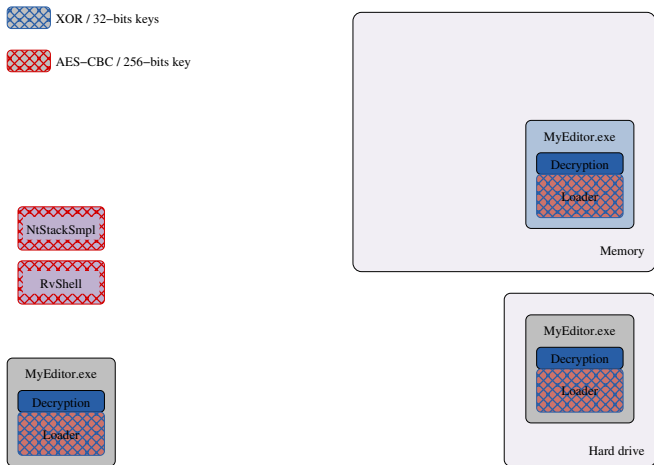 XOR / 32−bits keys
AES−CBC / 256−bits key
MyEditor.exe
Decryption
Loader
Memory
NtStackSmpl
RvShell
MyEditor.exe
Decryption
Loader
Hard drive
MyEditor.exe
Decryption
Loader